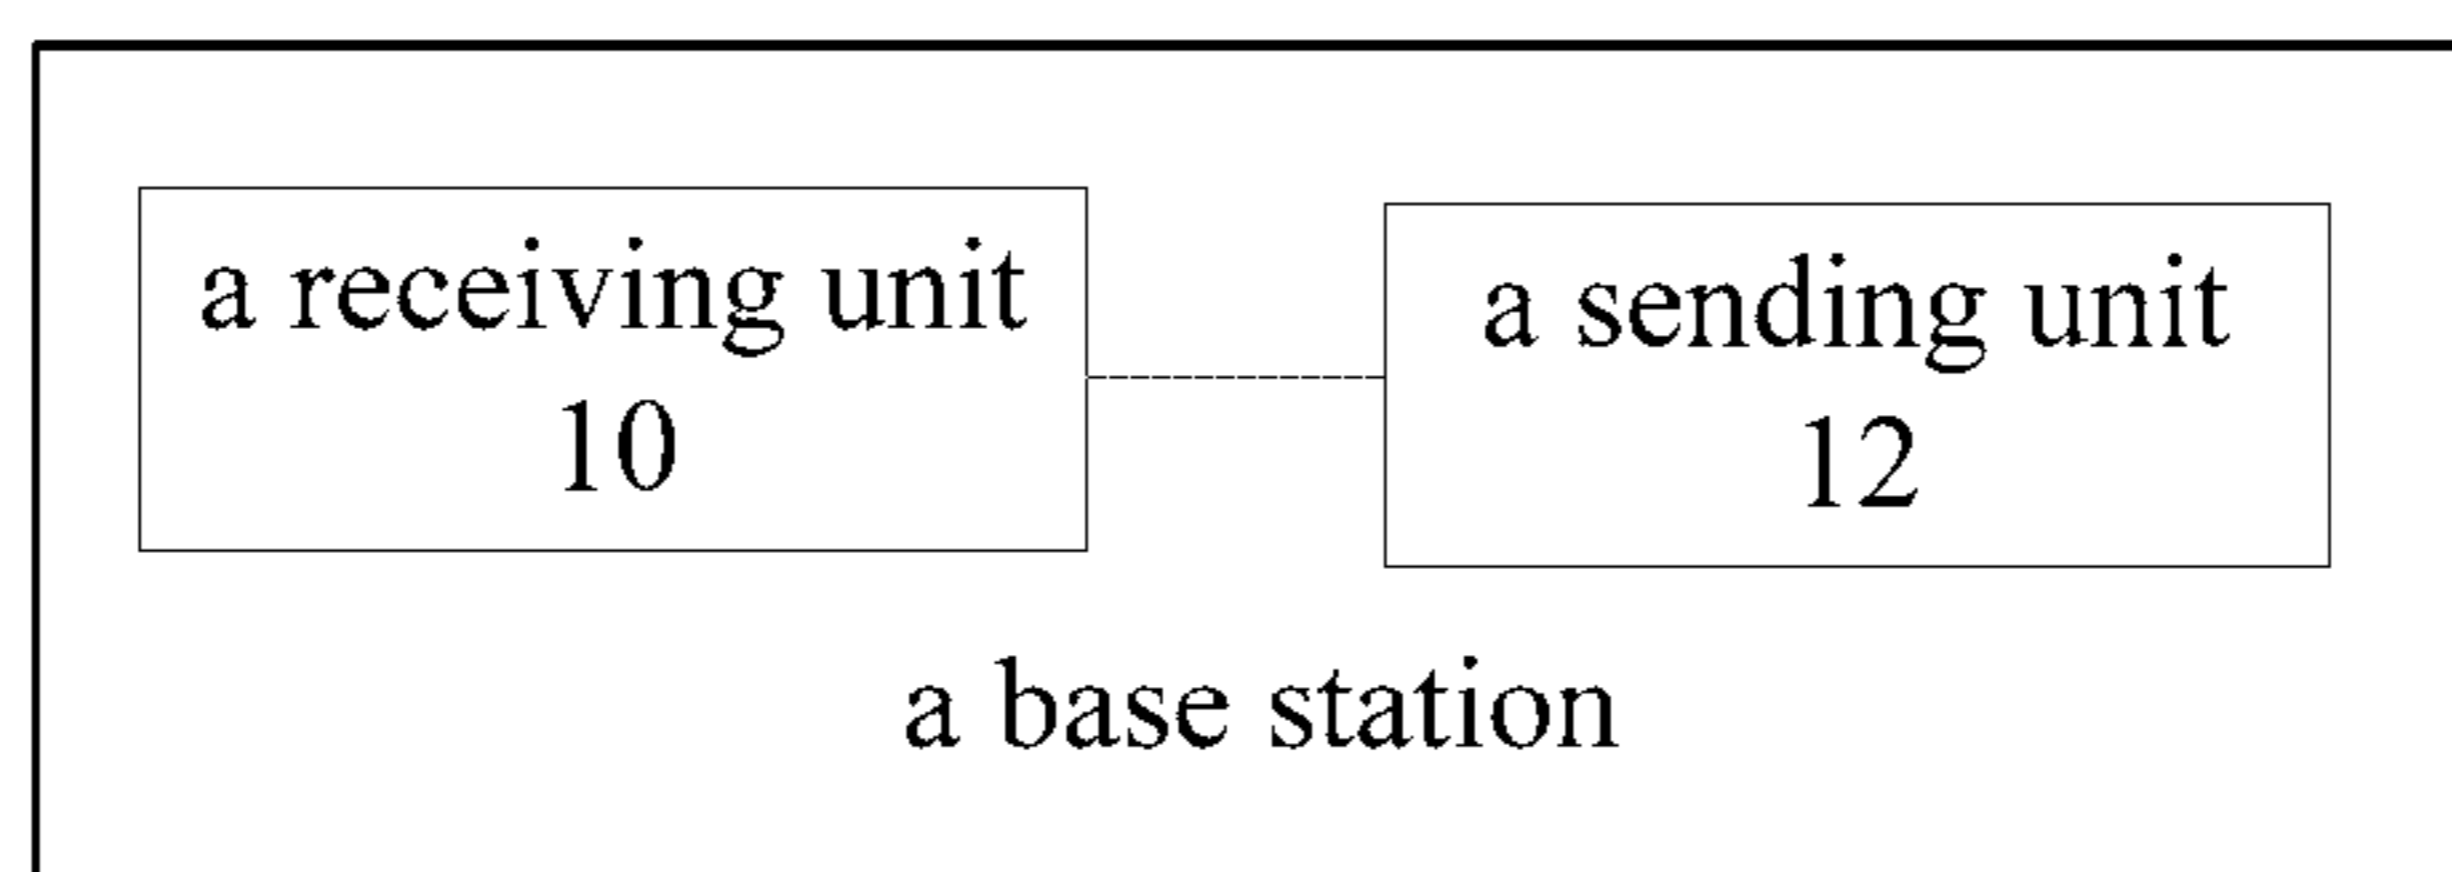 a receiving unit
10
a sending unit
12
a base station